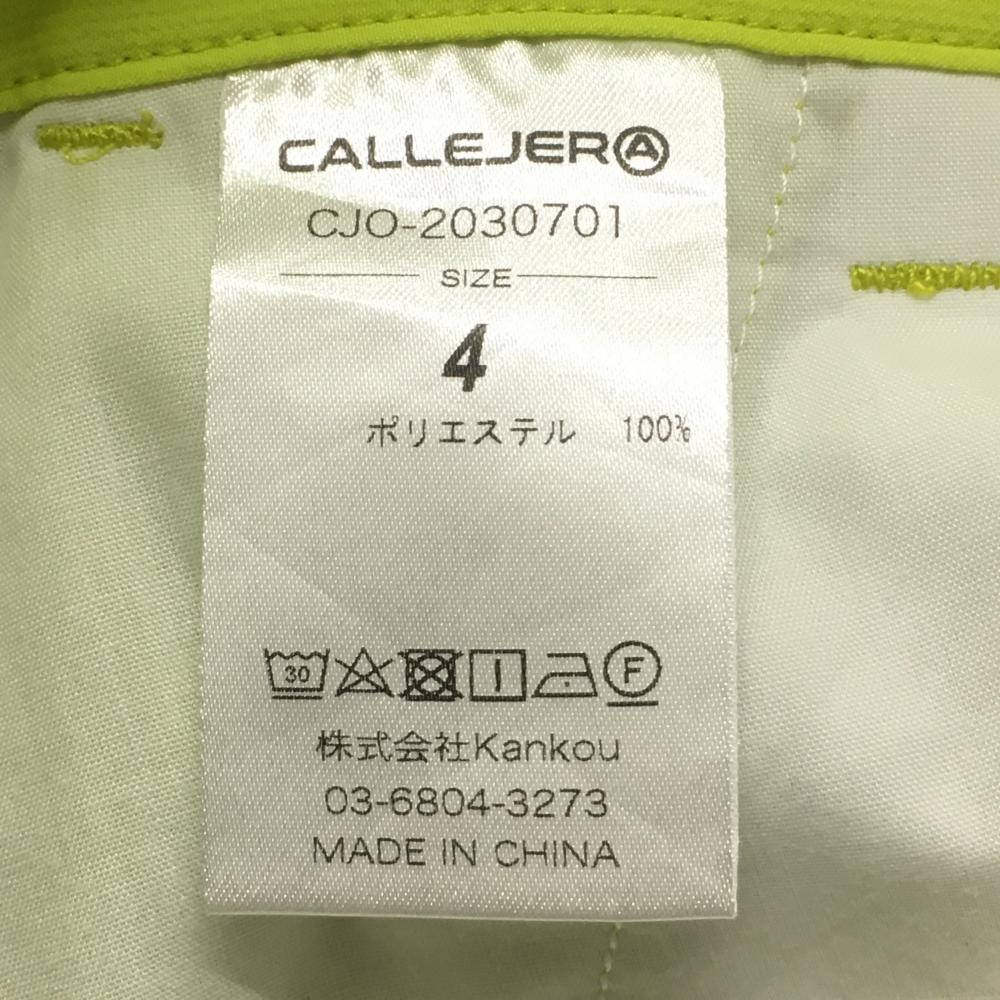 CALLEJERA
CJO-2030701
SIZE
4
ポリエステル 100%
30 F
株式会社Kankou
03-6804-3273
MADE IN CHINA